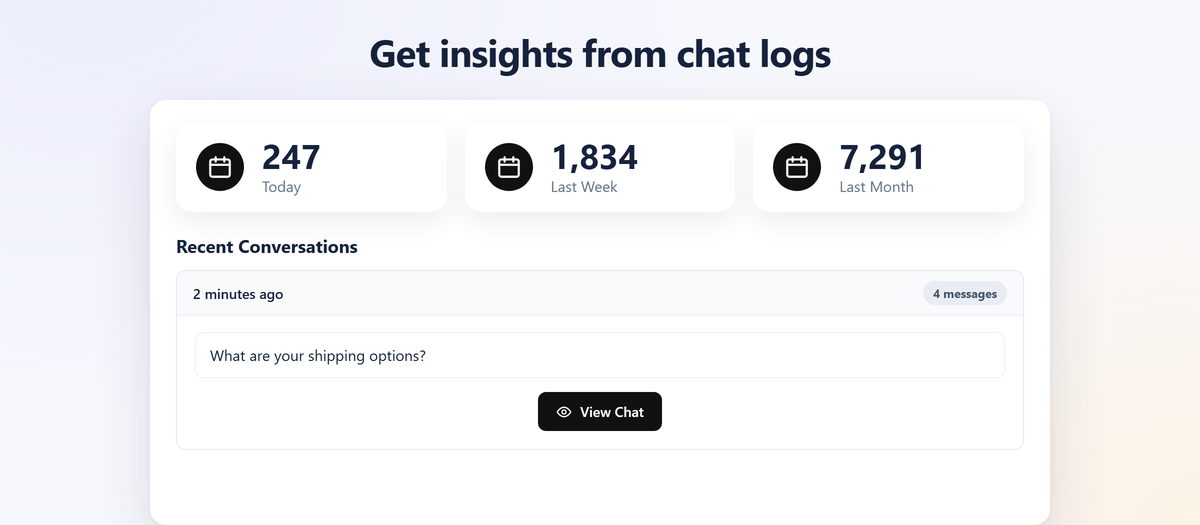 Get insights from chat logs
247
Today
1,834
Last Week
7,291
Last Month
Recent Conversations
2 minutes ago
4 messages
What are your shipping options?
View Chat